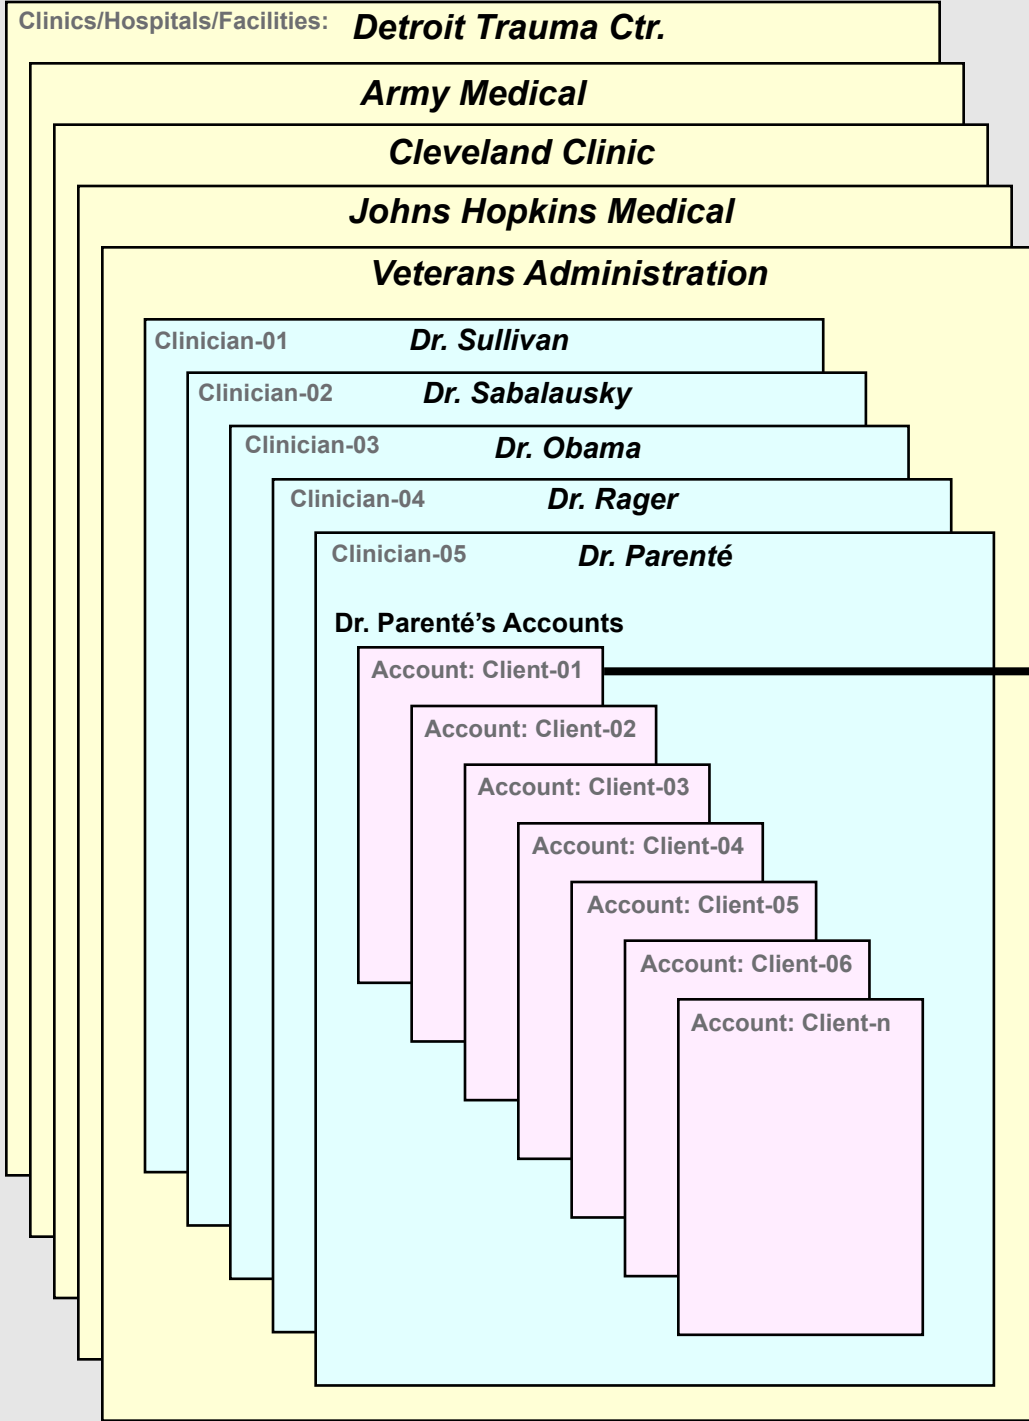 Clinics/Hospitals/Facilities: Detroit Trauma Ctr.
Army Medical
Cleveland Clinic
Johns Hopkins Medical
Veterans Administration
Clinician-01 Dr. Sullivan
Clinician-02 Dr. Sabalausky
Clinician-03 Dr. Obama
Clinician-04 Dr. Rager
Clinician-05 Dr. Parenté
Dr. Parenté’s Accounts
Account: Client-01
Account: Client-02
Account: Client-03
Account: Client-04
Account: Client-05
Account: Client-06
Account: Client-n